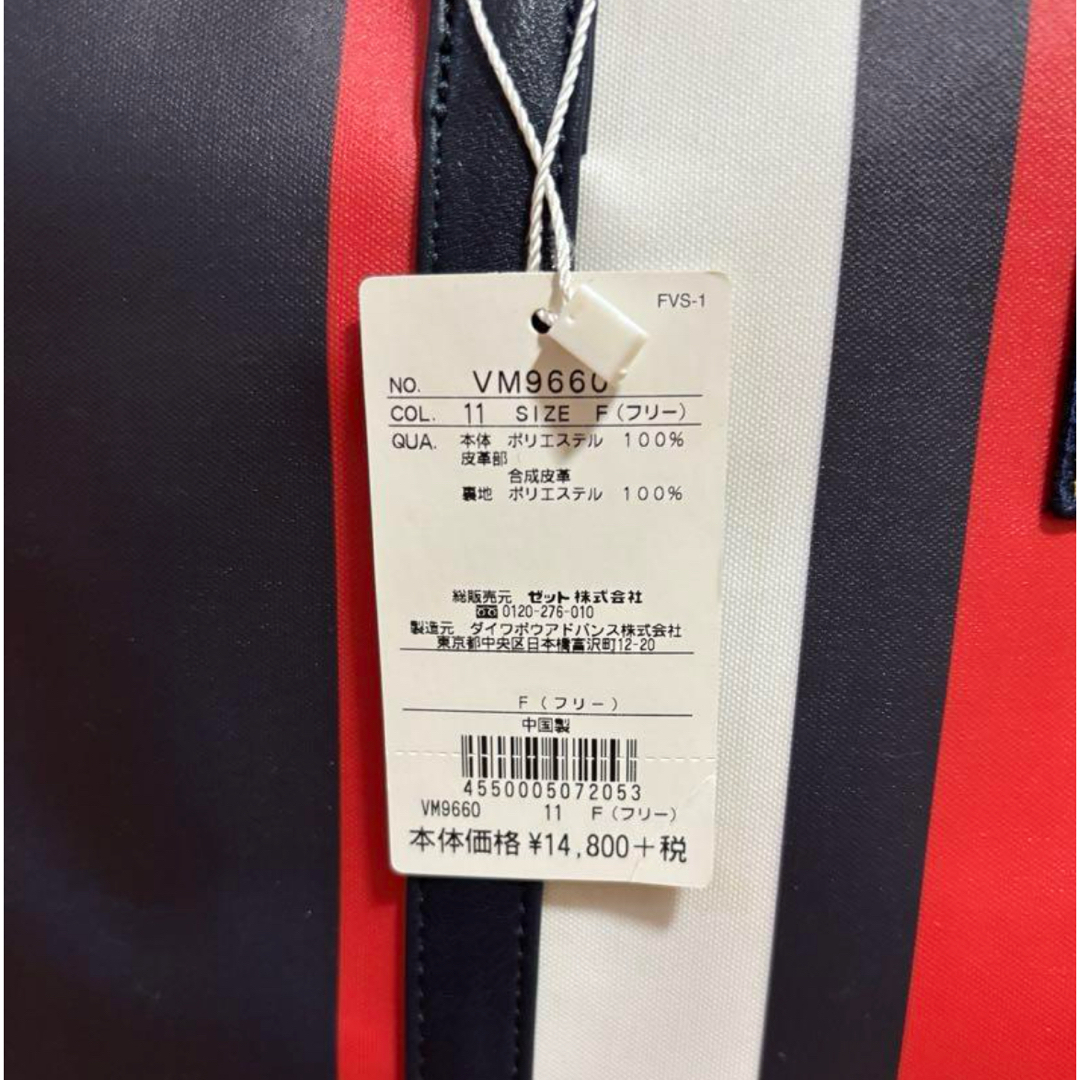 FVS-1
NO. VM9660
COL. 11 SIZE F(フリー)
QUA. 本体 ポリエステル 100%
皮革部
合成皮革
裏地 ポリエステル 100%
総販売元 ゼット株式会社
0120-276-010
製造元 ダイワボウアドバンス株式会社
東京都中央区日本橋富沢町12-20
F(フリー)
中国製
4550005072053
VM9660 11 F(フリー)
本体価格 ¥14,800+税